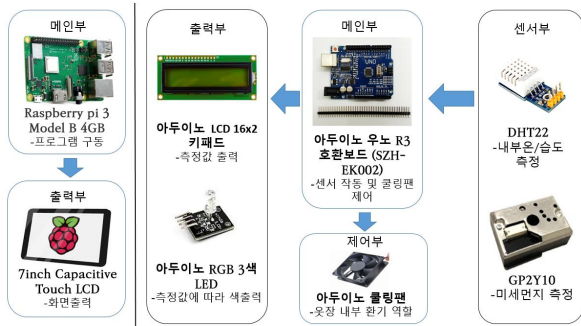 메인부
Raspberry pi 3
Model B 4GB
-프로그램 구동
출력부
7inch Capacitive
Touch LCD
-화면출력
출력부
아두이노 LCD 16x2
키패드
-측정값 출력
아두이노 RGB 3색
LED
-측정값에 따라 색출력
메인부
UNO
아두이노 우노 R3
호환보드 (SZH-
EK002)
-센서 작동 및 쿨링팬
제어
제어부
아두이노 쿨링팬
-옷장 내부 환기 역할
센서부
DHT22
-내부온/습도
측정
GP2Y10
-미세먼지 측정